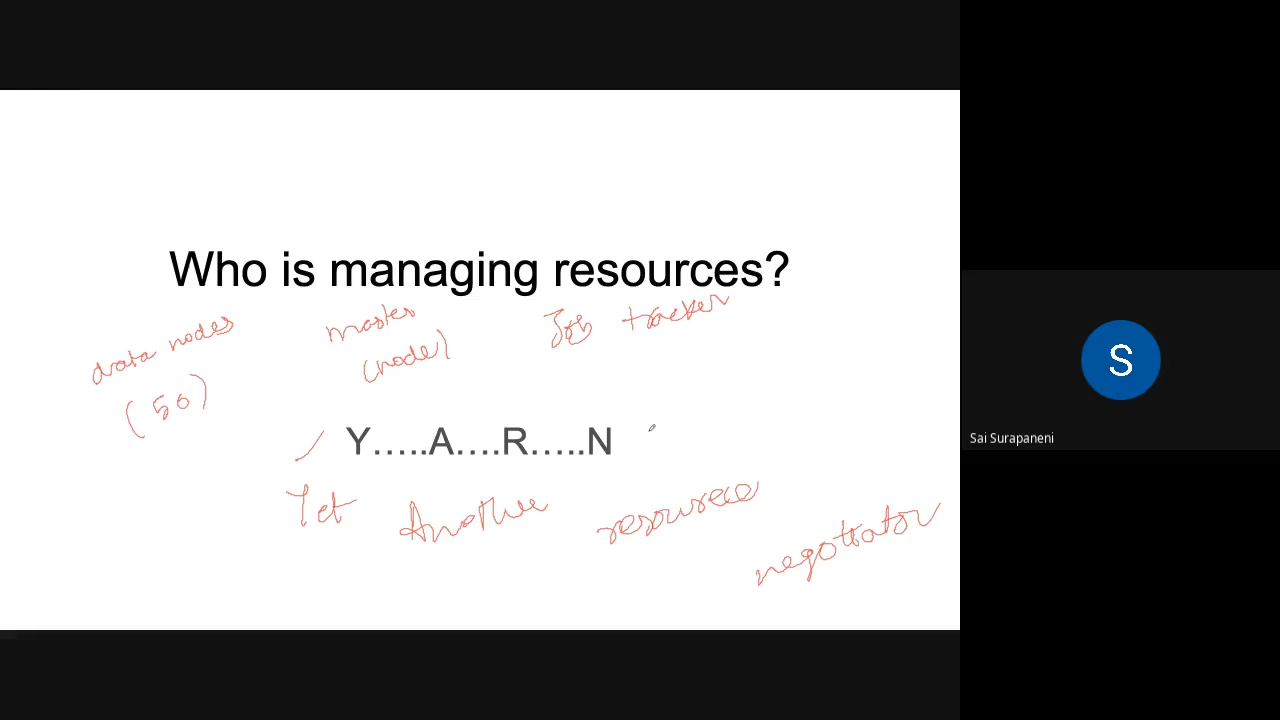 Who is managing resources?
data nodes
(50)
master
(node)
Job tracker
Y.....A....R.....N
Yet Another resource negotiator
S
Sai Surapaneni